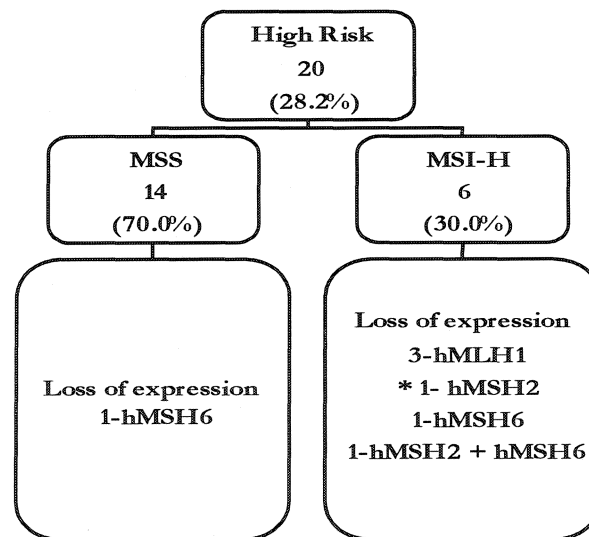 High Risk
20
(28.2%)
MSS
14
(70.0%)
MSI-H
6
(30.0%)
Loss of expression
1-hMSH6
Loss of expression
3-hMLH1
* 1- hMSH2
1-hMSH6
1-hMSH2 + hMSH6